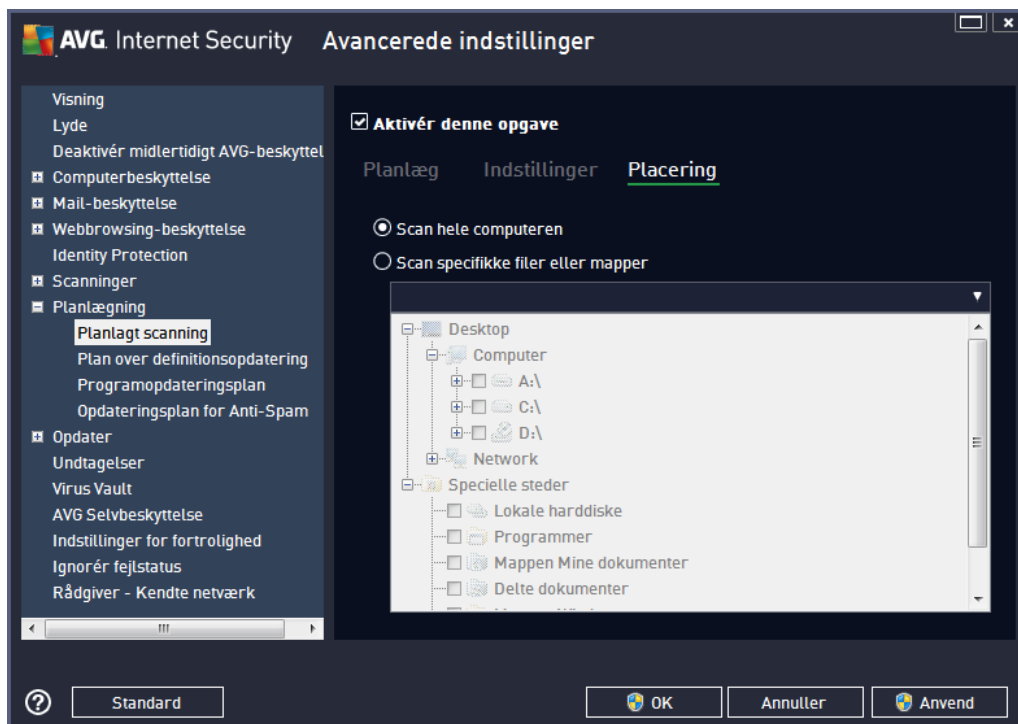 AVG. Internet Security Avancerede indstillinger
Visning
Lyde
Deaktivér midlertidigt AVG-beskyttel
Computerbeskyttelse
Mail-beskyttelse
Webbrowsing-beskyttelse
Identity Protection
Scanninger
Planlægning
Planlagt scanning
Plan over definitionsopdatering
Programopdateringsplan
Opdateringsplan for Anti-Spam
Opdater
Undtagelser
Virus Vault
AVG Selvbeskyttelse
Indstillinger for fortrolighed
Ignorér fejlstatus
Rådgiver - Kendte netværk
Aktivér denne opgave
Planlæg Indstillinger Placering
Scan hele computeren
Scan specifikke filer eller mapper
Desktop
Computer
A:\
C:\
D:\
Network
Specielle steder
Lokale harddiske
Programmer
Mappen Mine dokumenter
Delte dokumenter
Standard OK Annuller Anvend